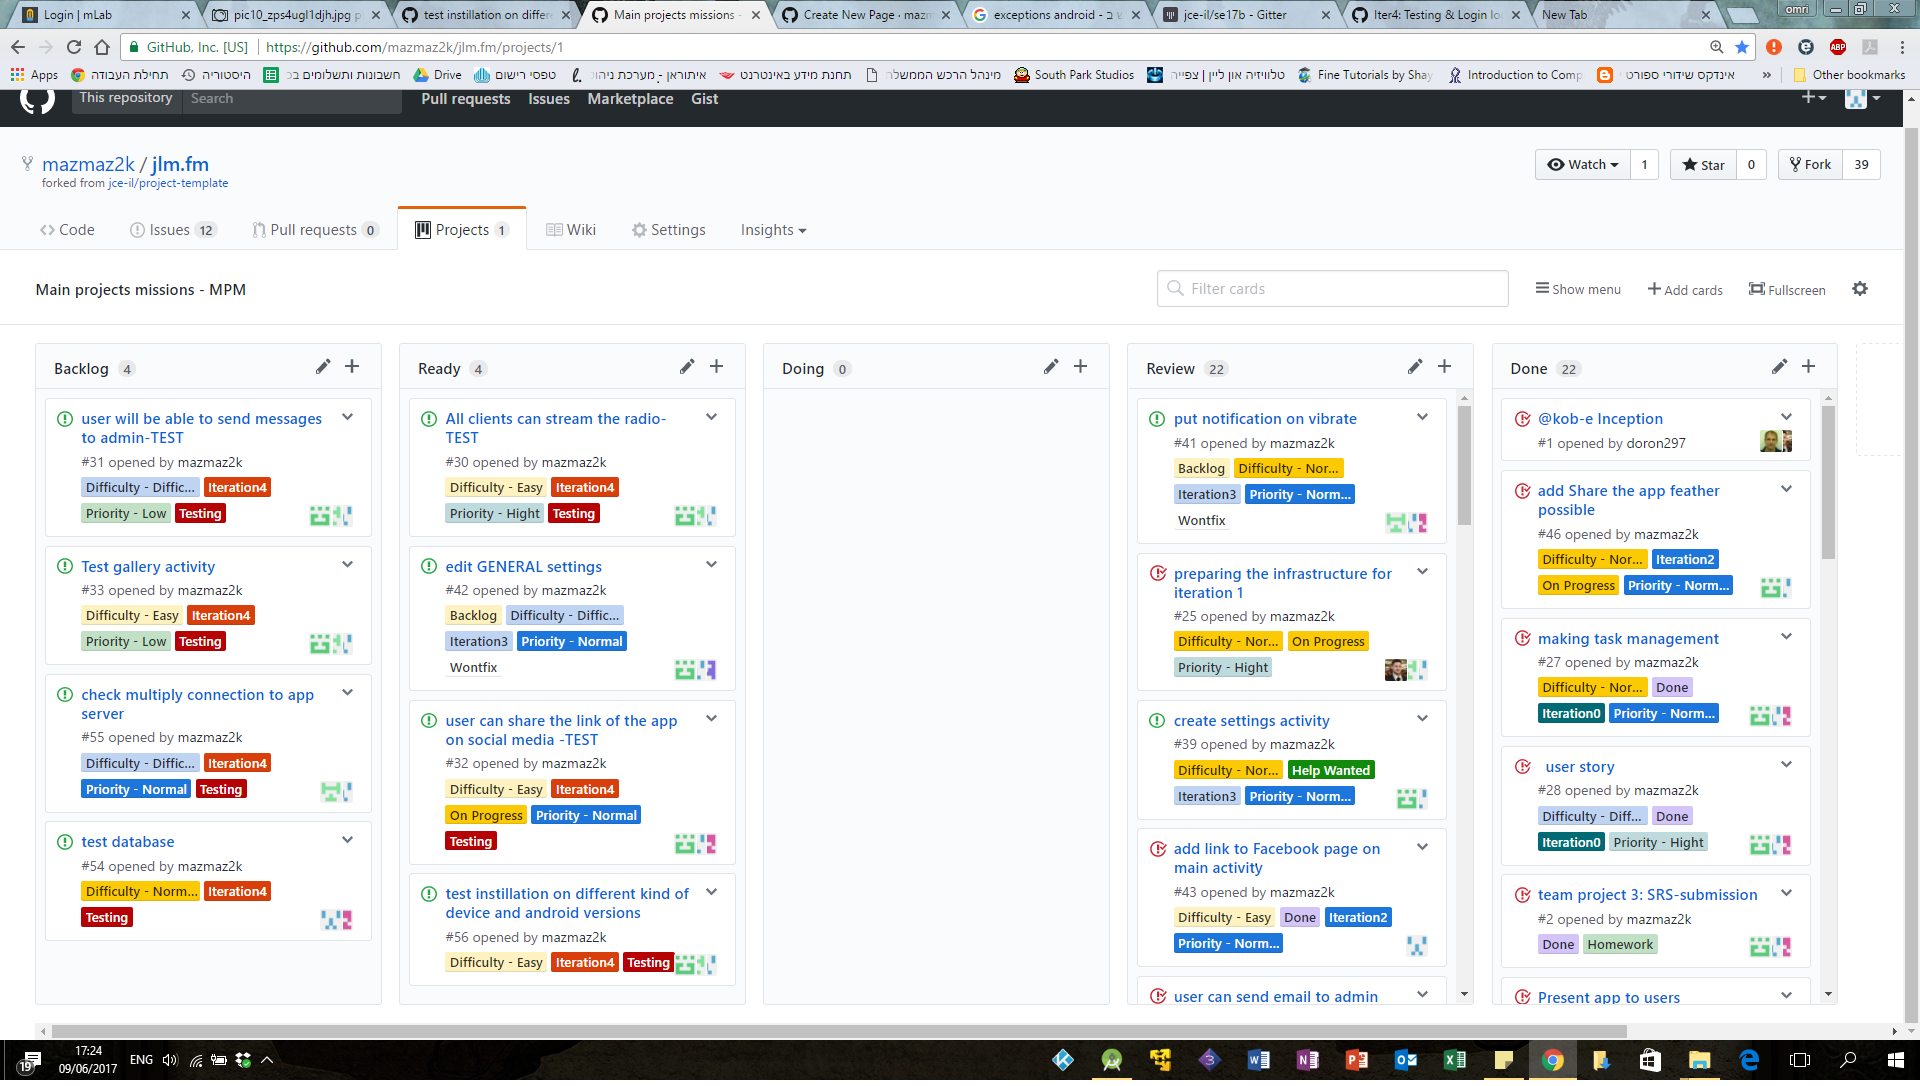 Login | mLab
pic10_zps4ugl1djh.jpg p
test instillation on differe
Main projects missions -
Create New Page · mazm
exceptions android - ש ב
jce-il/se17b - Gitter
Iter4: Testing & Login lo
New Tab
omri
GitHub, Inc. [US]
https://github.com/mazmaz2k/jlm.fm/projects/1
ABP
Apps
תחילת העבודה
היסטוריה
חשבונות ותשלומים בכ
Drive
טפסי רישום
איתוראן - מערכת ניהול
תחנת מידע באינטרנט
מינהל הרכש הממשלתי
South Park Studios
טלוויזיה און ליין | צפייה
Fine Tutorials by Shay
Introduction to Comp
אינדקס שידורי ספורט
»
Other bookmarks
This repository
Search
Pull requests
Issues
Marketplace
Gist
mazmaz2k / jlm.fm
forked from jce-il/project-template
Watch
1
Star
0
Fork
39
Code
Issues 12
Pull requests 0
Projects 1
Wiki
Settings
Insights
Main projects missions - MPM
Filter cards
Show menu
Add cards
Fullscreen
Backlog 4
user will be able to send messages
to admin-TEST
#31 opened by mazmaz2k
Difficulty - Diffic... Iteration4
Priority - Low Testing
Test gallery activity
#33 opened by mazmaz2k
Difficulty - Easy Iteration4
Priority - Low Testing
check multiply connection to app
server
#55 opened by mazmaz2k
Difficulty - Diffic... Iteration4
Priority - Normal Testing
test database
#54 opened by mazmaz2k
Difficulty - Norm... Iteration4
Testing
Ready 4
All clients can stream the radio-
TEST
#30 opened by mazmaz2k
Difficulty - Easy Iteration4
Priority - Hight Testing
edit GENERAL settings
#42 opened by mazmaz2k
Backlog Difficulty - Diffic...
Iteration3 Priority - Normal
Wontfix
user can share the link of the app
on social media -TEST
#32 opened by mazmaz2k
Difficulty - Easy Iteration4
On Progress Priority - Normal
Testing
test instillation on different kind of
device and android versions
#56 opened by mazmaz2k
Difficulty - Easy Iteration4 Testing
Doing 0
Review 22
put notification on vibrate
#41 opened by mazmaz2k
Backlog Difficulty - Nor...
Iteration3 Priority - Norm...
Wontfix
preparing the infrastructure for
iteration 1
#25 opened by mazmaz2k
Difficulty - Nor... On Progress
Priority - Hight
create settings activity
#39 opened by mazmaz2k
Difficulty - Nor... Help Wanted
Iteration3 Priority - Norm...
add link to Facebook page on
main activity
#43 opened by mazmaz2k
Difficulty - Easy Done Iteration2
Priority - Norm...
user can send email to admin
Done 22
@kob-e Inception
#1 opened by doron297
add Share the app feather
possible
#46 opened by mazmaz2k
Difficulty - Nor... Iteration2
On Progress Priority - Norm...
making task management
#27 opened by mazmaz2k
Difficulty - Nor... Done
Iteration0 Priority - Norm...
user story
#28 opened by mazmaz2k
Difficulty - Diff... Done
Iteration0 Priority - Hight
team project 3: SRS-submission
#2 opened by mazmaz2k
Done Homework
Present app to users
19
17:24
09/06/2017
ENG